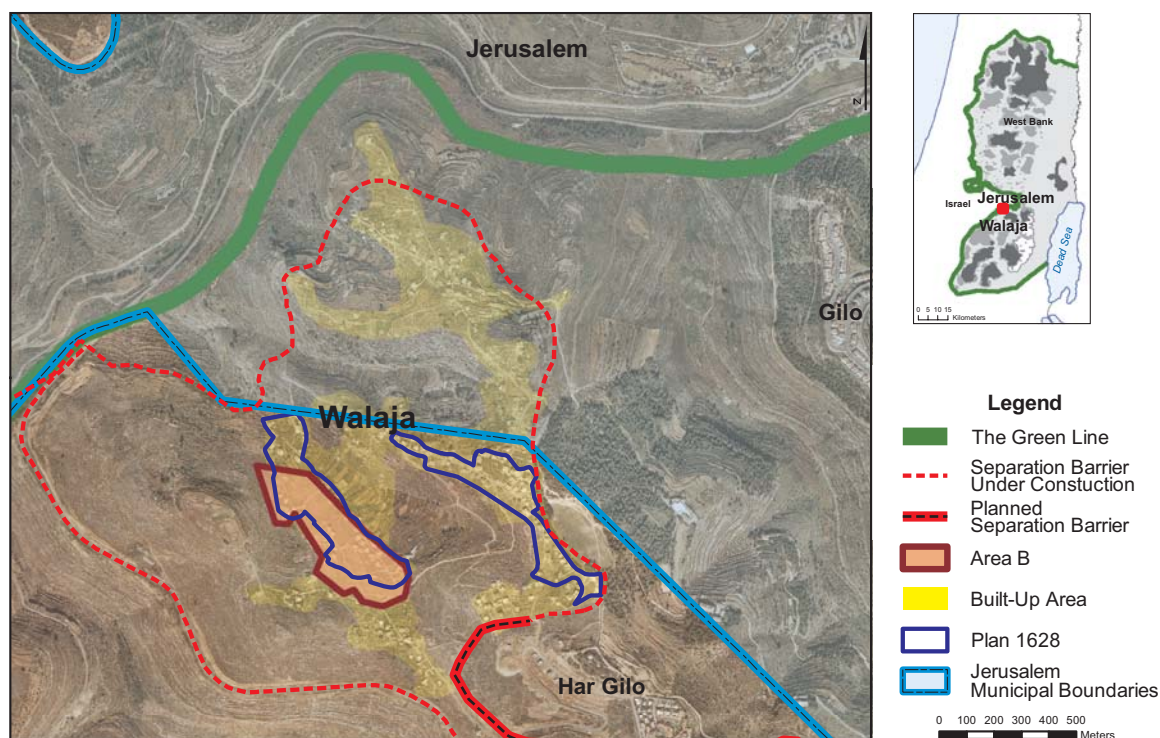 Jerusalem
N
Gilo
Walaja
Har Gilo
West Bank
Israel
Jerusalem
Walaja
Dead Sea
0 5 10 15
Kilometers
Legend
The Green Line
Separation Barrier
Under Constuction
Planned
Separation Barrier
Area B
Built-Up Area
Plan 1628
Jerusalem
Municipal Boundaries
0 100 200 300 400 500
Meters